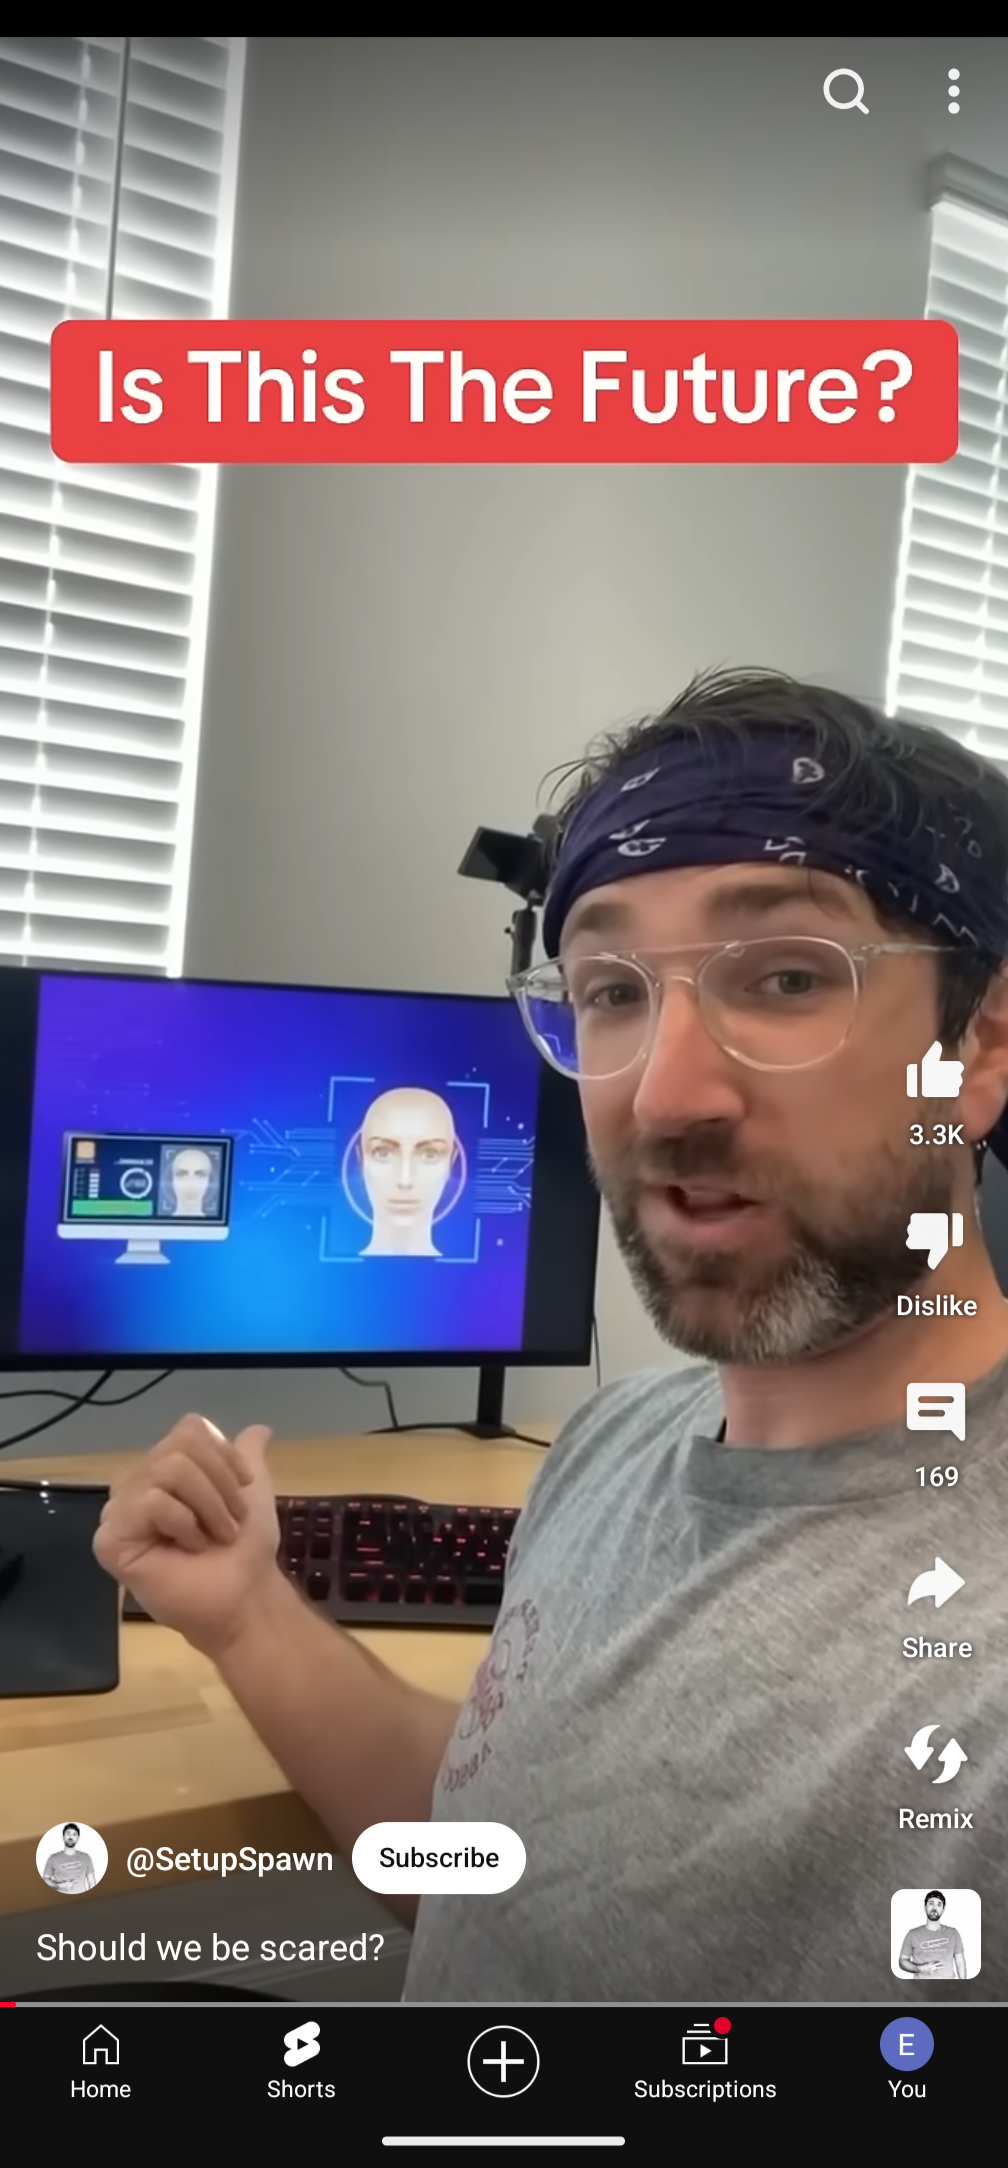 Is This The Future?
3.3K
Dislike
169
Share
Remix
@SetupSpawn
Subscribe
Should we be scared?
Home
Shorts
Subscriptions
E
You